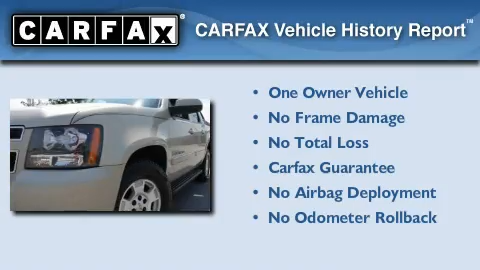 CARFAX®
CARFAX Vehicle History Report™
• One Owner Vehicle
• No Frame Damage
• No Total Loss
• Carfax Guarantee
• No Airbag Deployment
• No Odometer Rollback